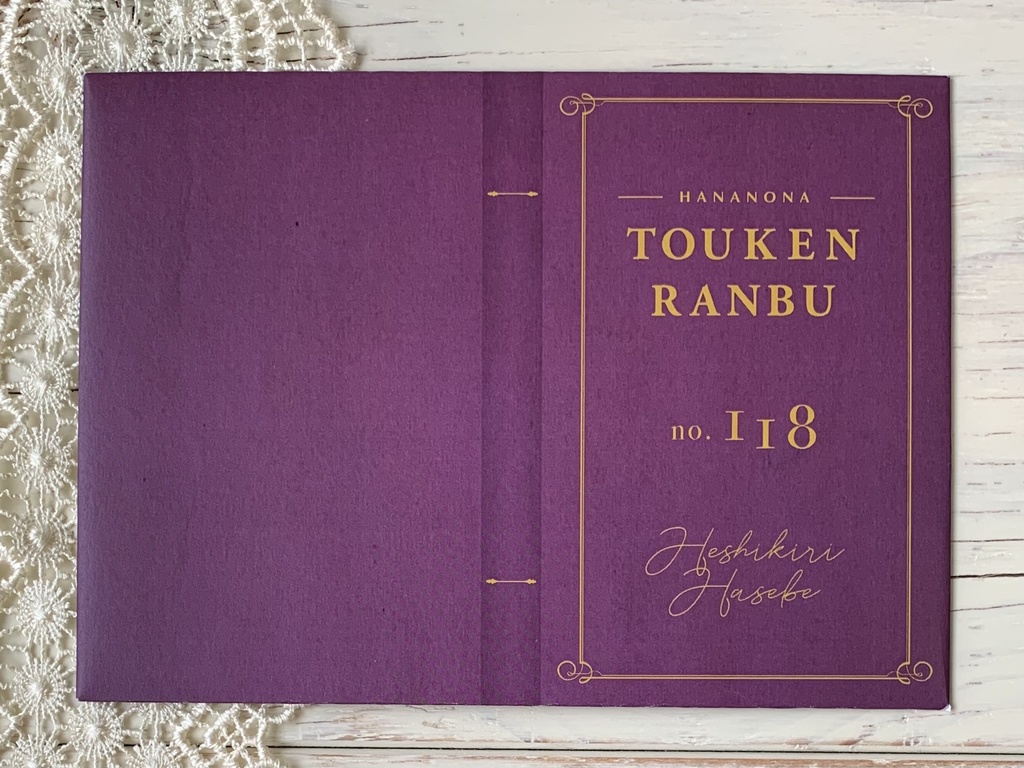 HANANONA
TOUKEN
RANBU
no. 118
Heshikiri
Hasebe